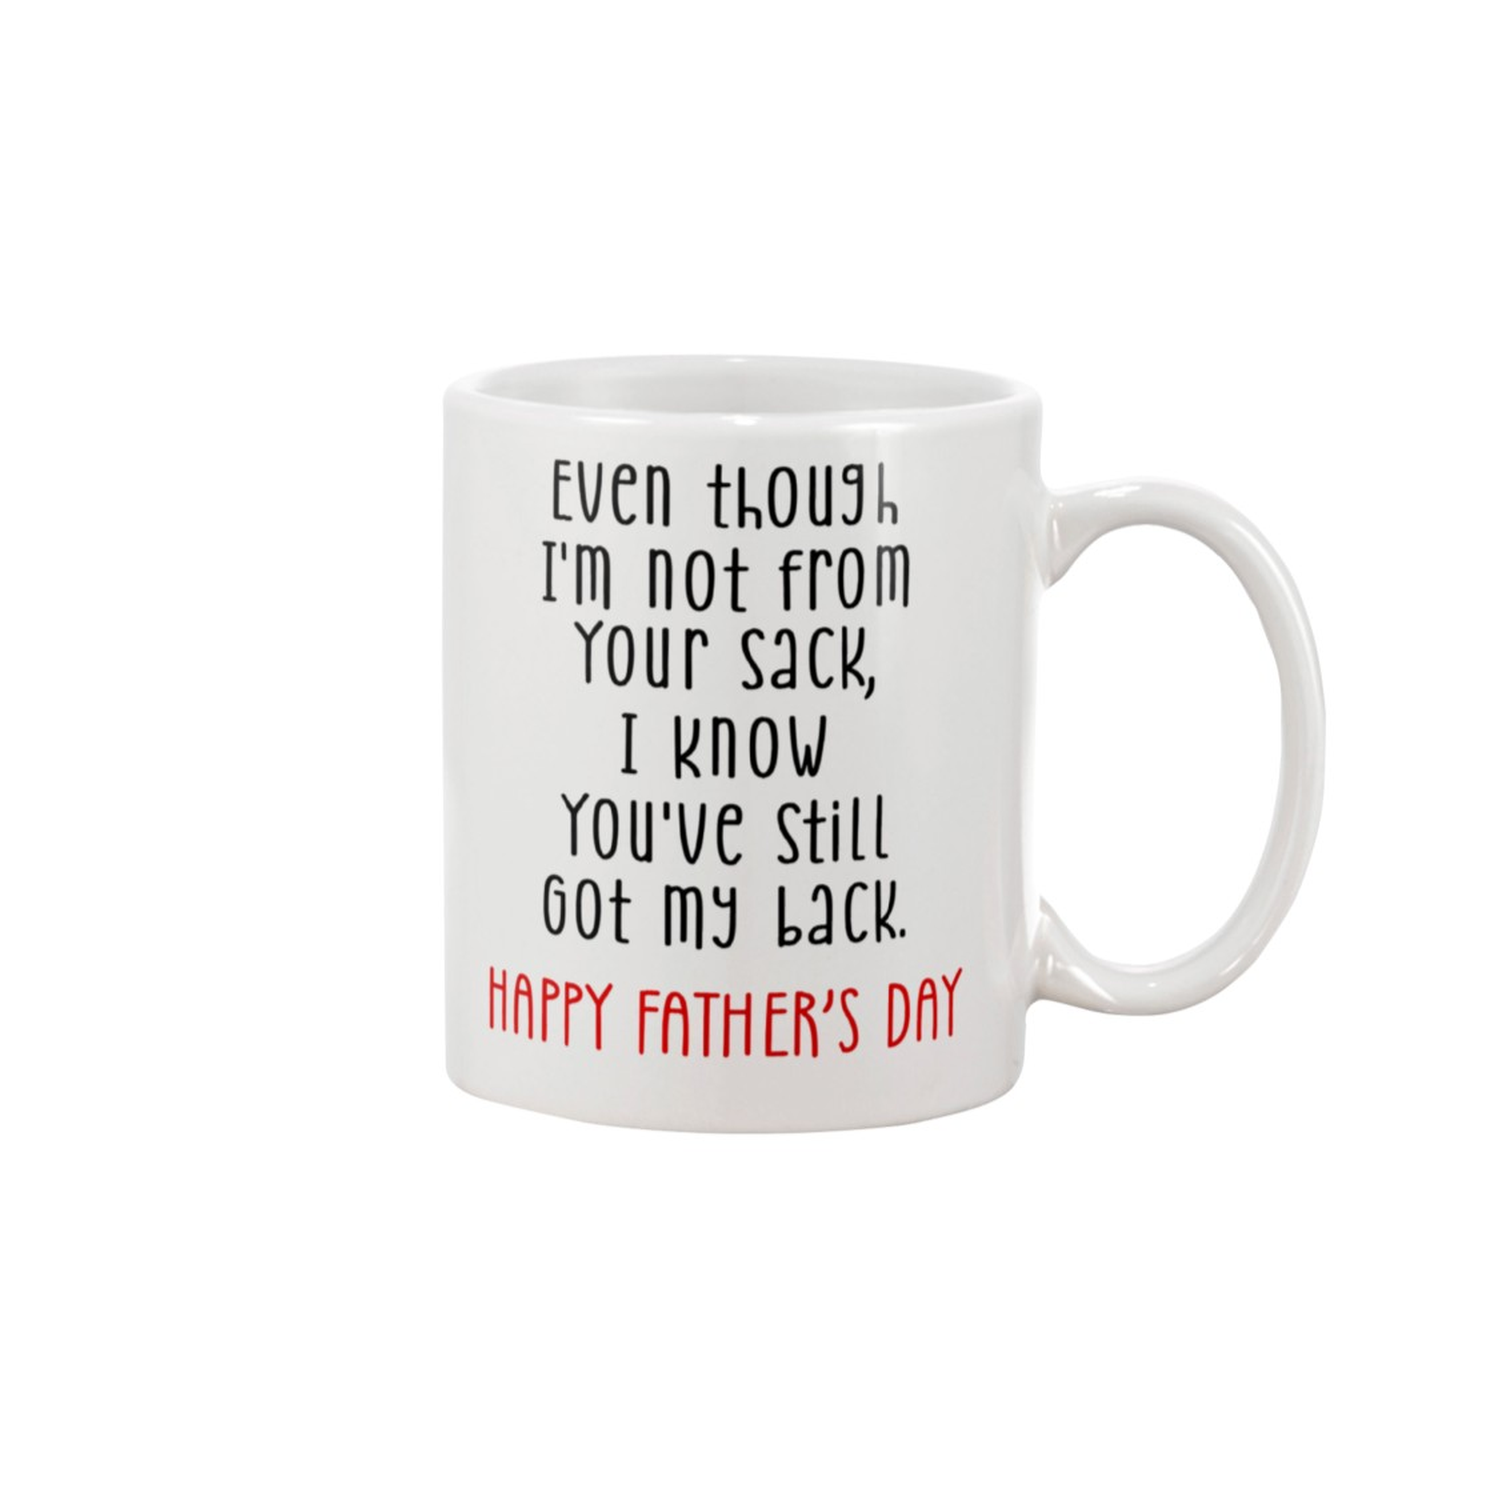 Even though
I'm not from
Your sack,
I know
You've still
Got my back.
HAPPY FATHER'S DAY